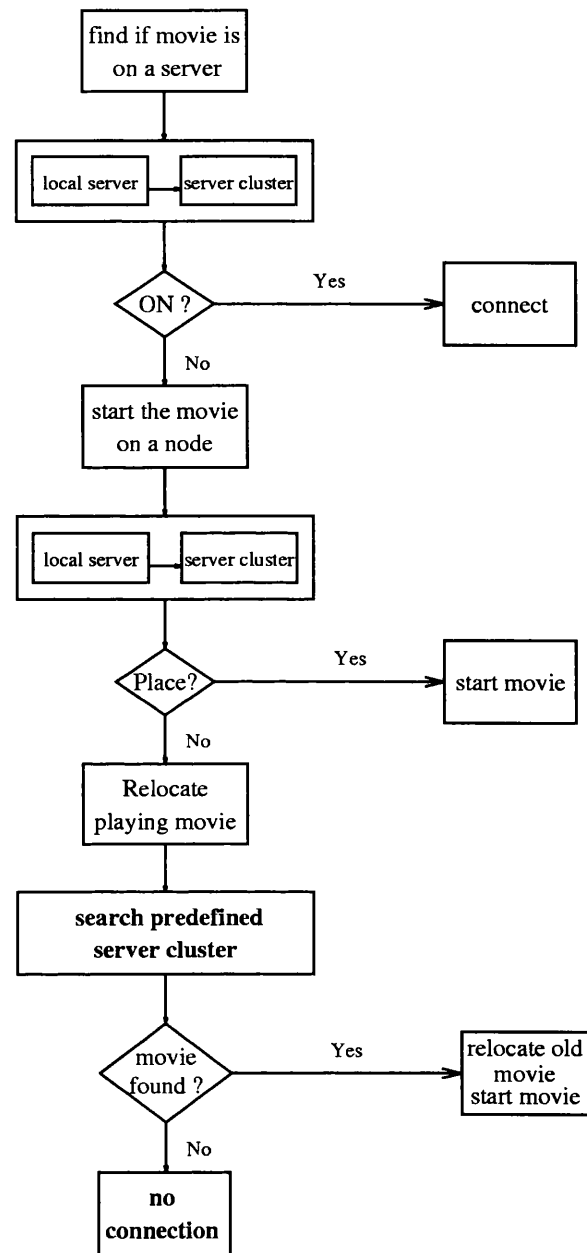 find if movie is
on a server
local server
server cluster
ON ?
Yes
connect
No
start the movie
on a node
local server
server cluster
Place?
Yes
start movie
No
Relocate
playing movie
search predefined
server cluster
movie
found ?
Yes
relocate old
movie
start movie
No
no
connection